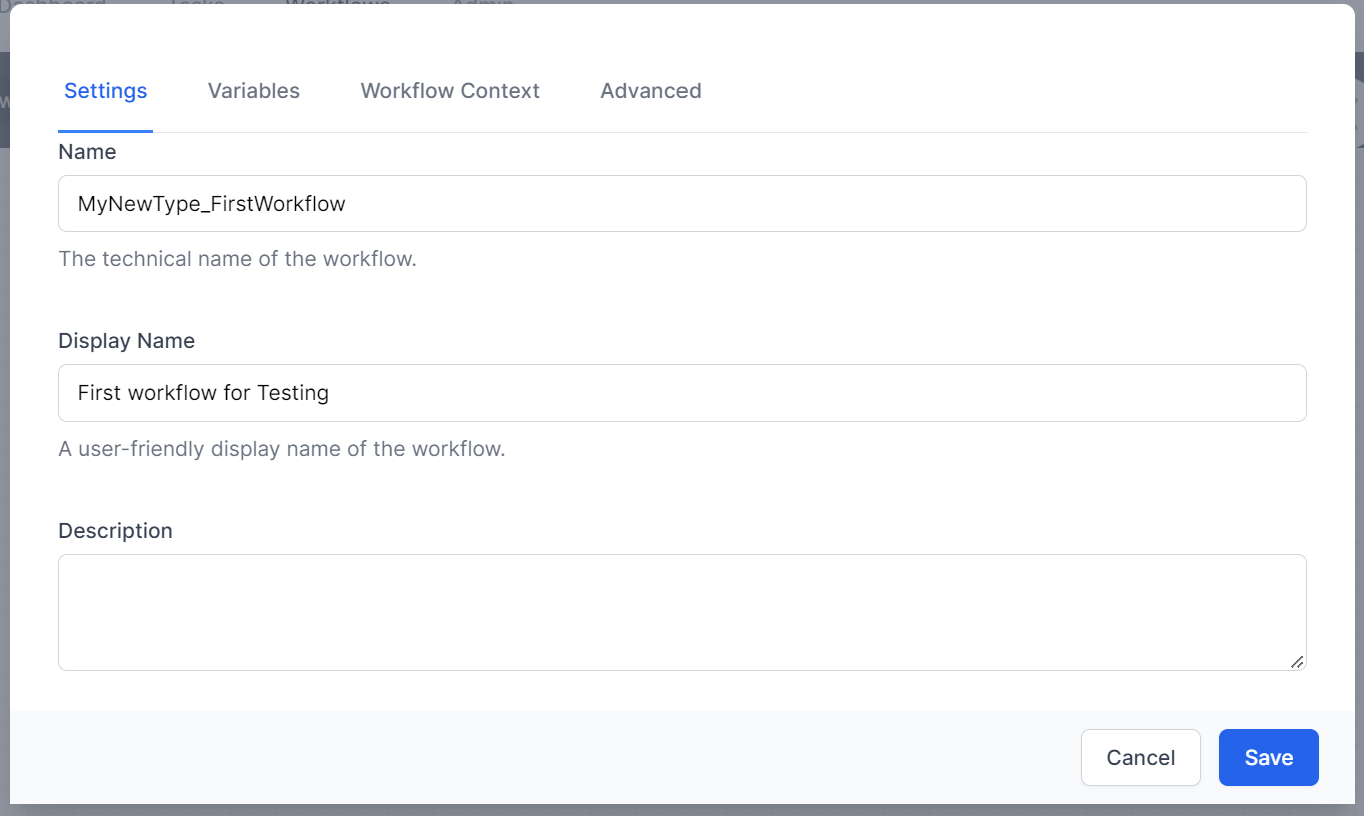 Dashboard Tasks Workflows Admin
Settings Variables Workflow Context Advanced
Name
MyNewType_FirstWorkflow
The technical name of the workflow.
Display Name
First workflow for Testing
A user-friendly display name of the workflow.
Description
Cancel Save